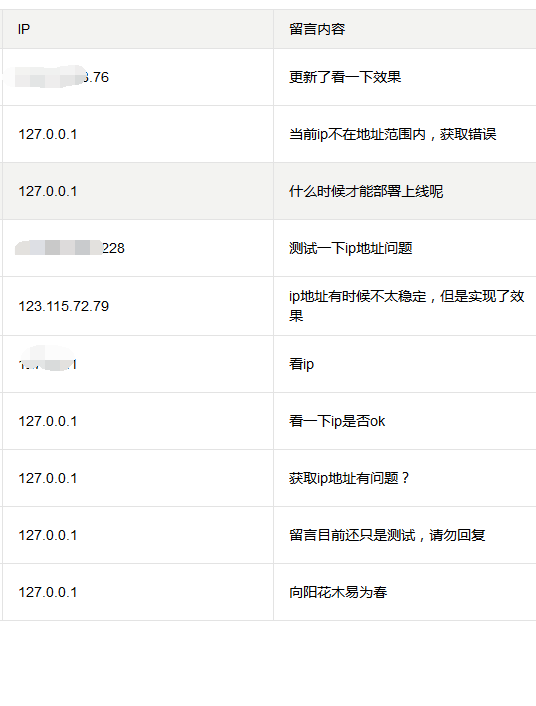 IP 留言内容
.76 更新了看一下效果
127.0.0.1 当前ip不在地址范围内，获取错误
127.0.0.1 什么时候才能部署上线呢
228 测试一下ip地址问题
123.115.72.79 ip地址有时候不太稳定，但是实现了效
果
看ip
127.0.0.1 看一下ip是否ok
127.0.0.1 获取ip地址有问题？
127.0.0.1 留言目前还只是测试，请勿回复
127.0.0.1 向阳花木易为春